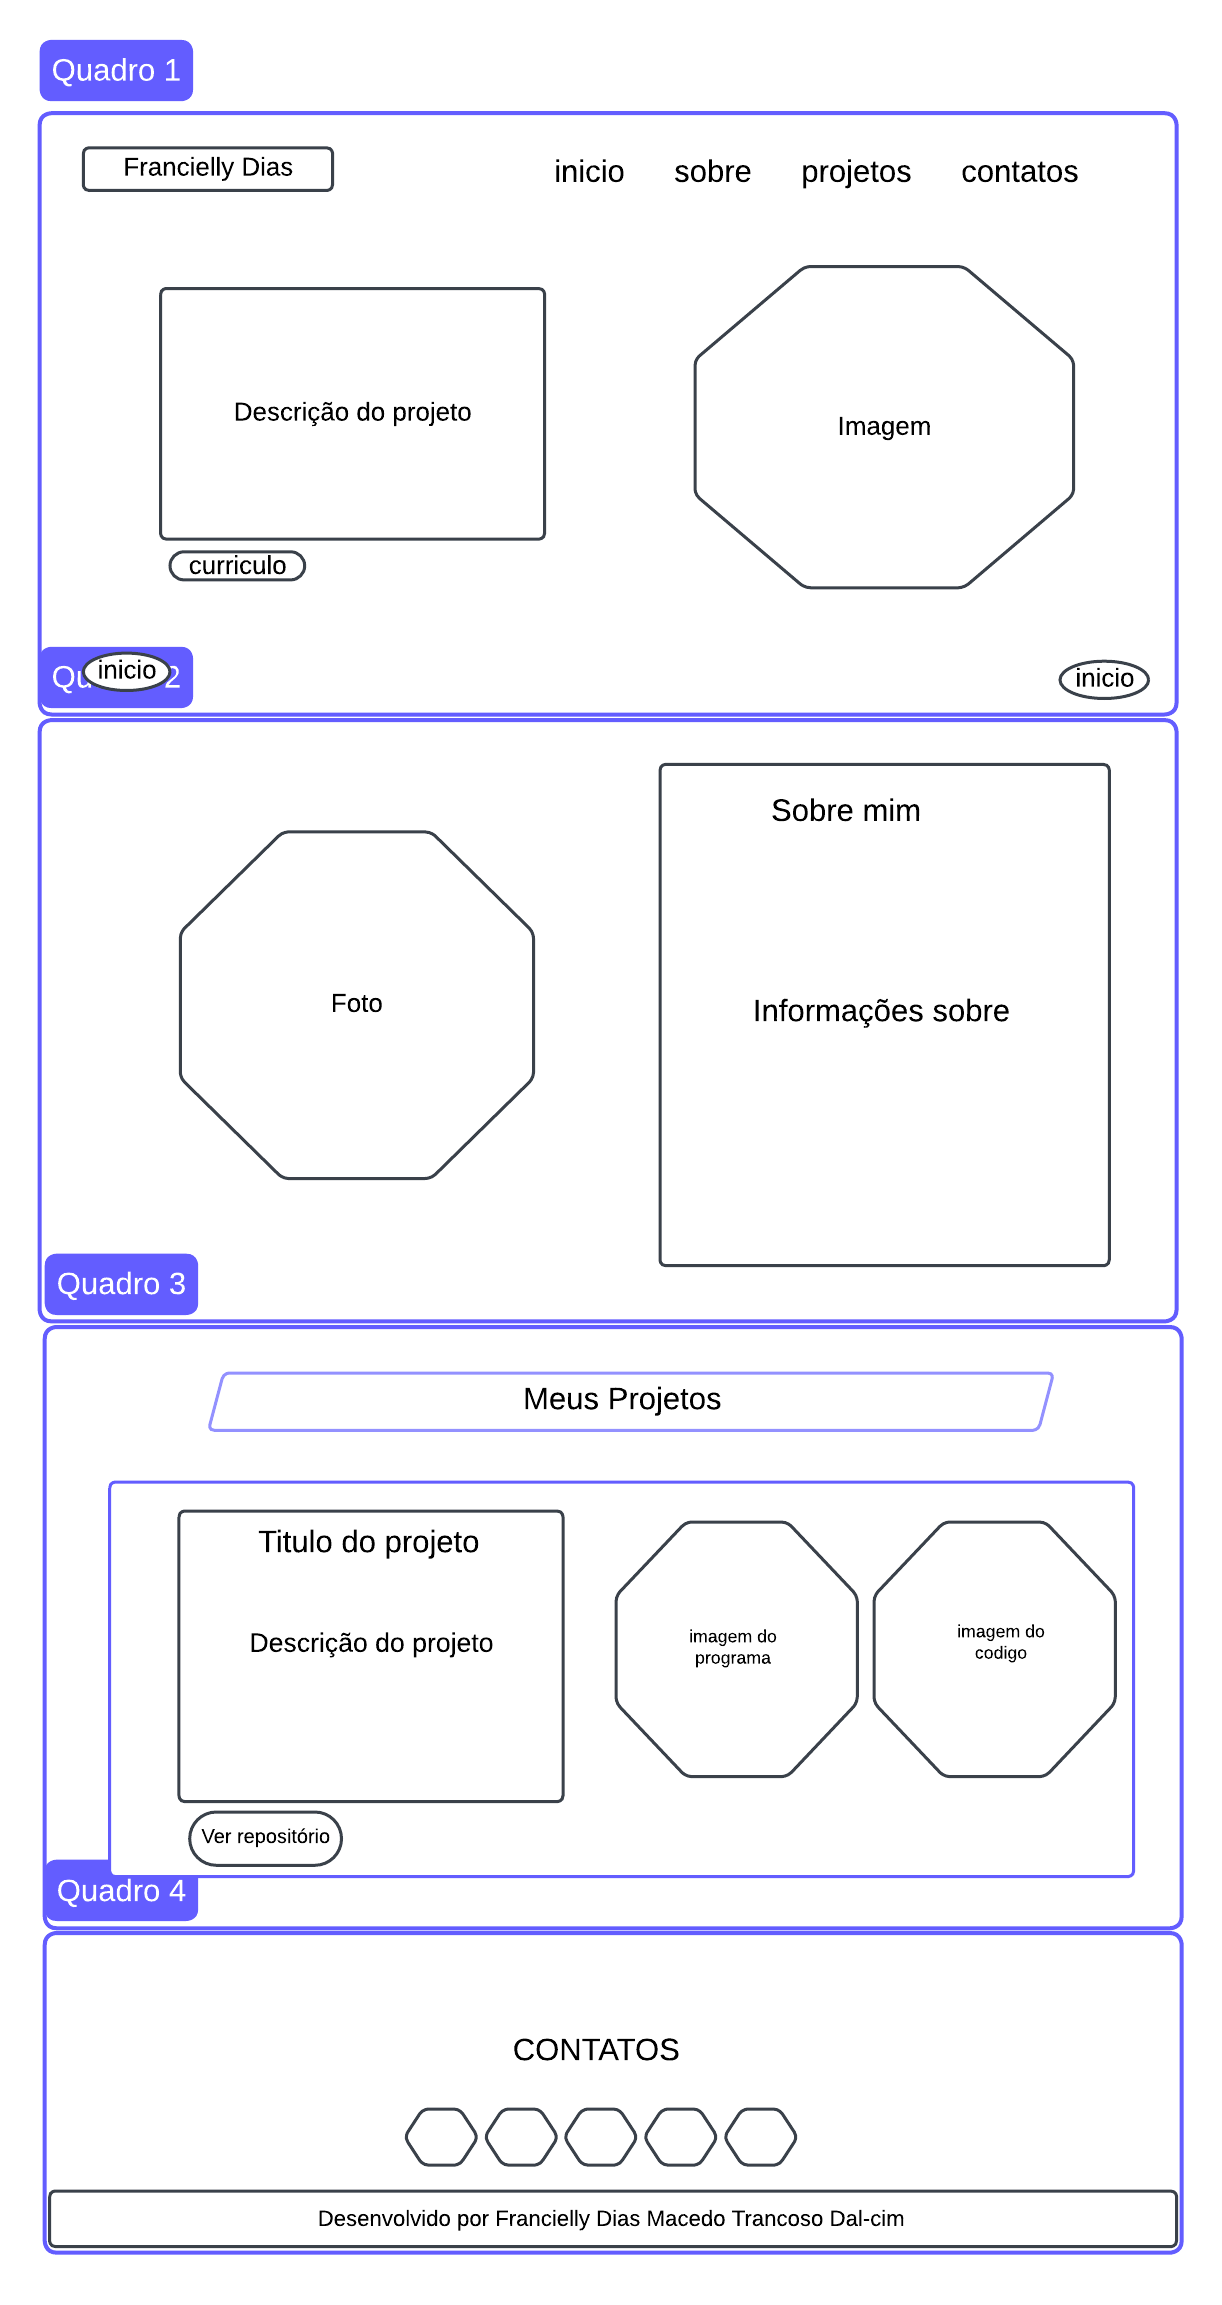 Quadro 1
Francielly Dias
inicio sobre projetos contatos
Descrição do projeto
Imagem
curriculo
inicio
Qu 2
inicio
Sobre mim
Foto
Informações sobre
Quadro 3
Meus Projetos
Titulo do projeto
Descrição do projeto
imagem do
programa
imagem do
codigo
Ver repositório
Quadro 4
CONTATOS
Desenvolvido por Francielly Dias Macedo Trancoso Dal-cim